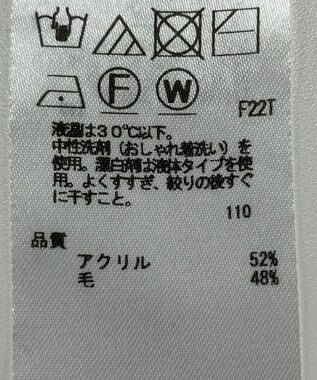 F W
F22T
液温は30℃以下。
中性洗剤（おしゃれ着洗い）を
使用。漂白剤は液体タイプを使
用。よくすすぎ、絞りの後すぐ
に干すこと。
110
品質
アクリル 52%
毛 48%